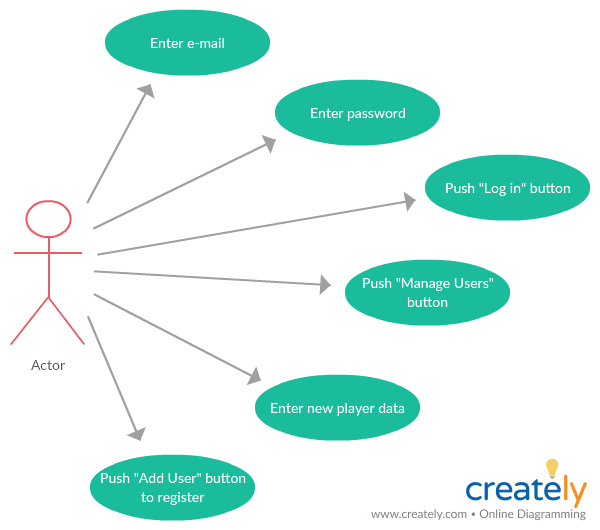 Enter e-mail
Enter password
Push "Log in" button
Push "Manage Users"
button
Actor
Enter new player data
Push "Add User" button
to register
creately
www.creately.com • Online Diagramming